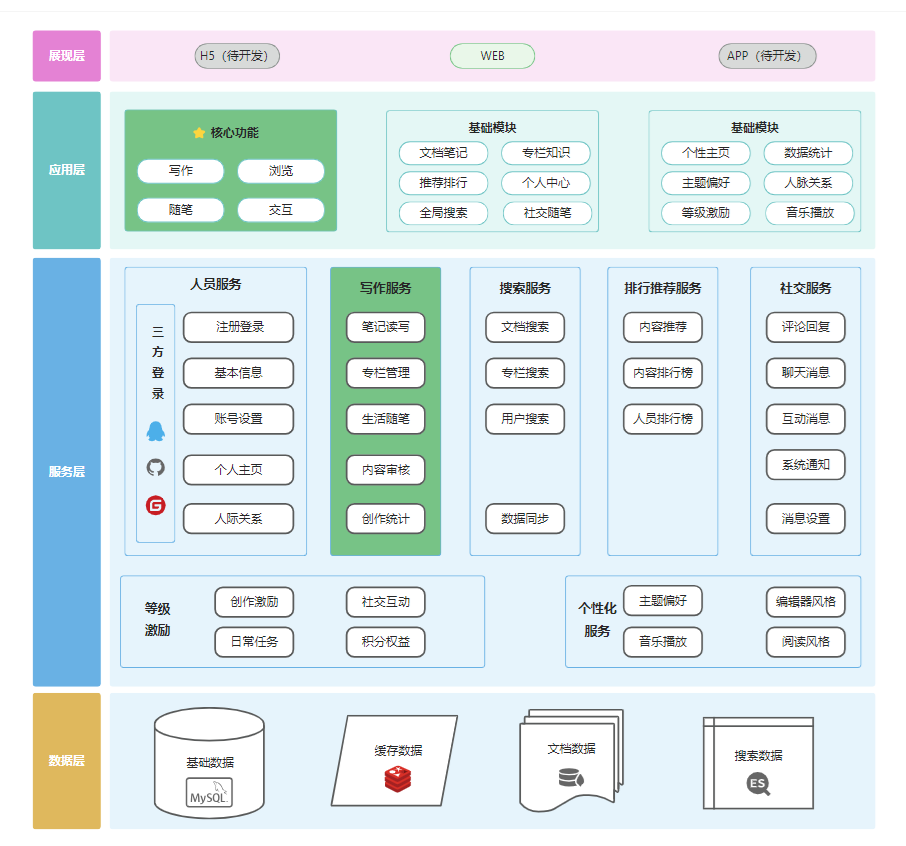 展现层
H5（待开发）
WEB
APP（待开发）
应用层
核心功能
写作
浏览
随笔
交互
基础模块
文档笔记
专栏知识
推荐排行
个人中心
全局搜索
社交随笔
基础模块
个性主页
数据统计
主题偏好
人脉关系
等级激励
音乐播放
服务层
人员服务
三
方
登
录
注册登录
基本信息
账号设置
个人主页
人际关系
写作服务
笔记读写
专栏管理
生活随笔
内容审核
创作统计
搜索服务
文档搜索
专栏搜索
用户搜索
数据同步
排行推荐服务
内容推荐
内容排行榜
人员排行榜
社交服务
评论回复
聊天消息
互动消息
系统通知
消息设置
等级
激励
创作激励
社交互动
日常任务
积分权益
个性化
服务
主题偏好
编辑器风格
音乐播放
阅读风格
数据层
基础数据
MySQL
缓存数据
文档数据
搜索数据
ES